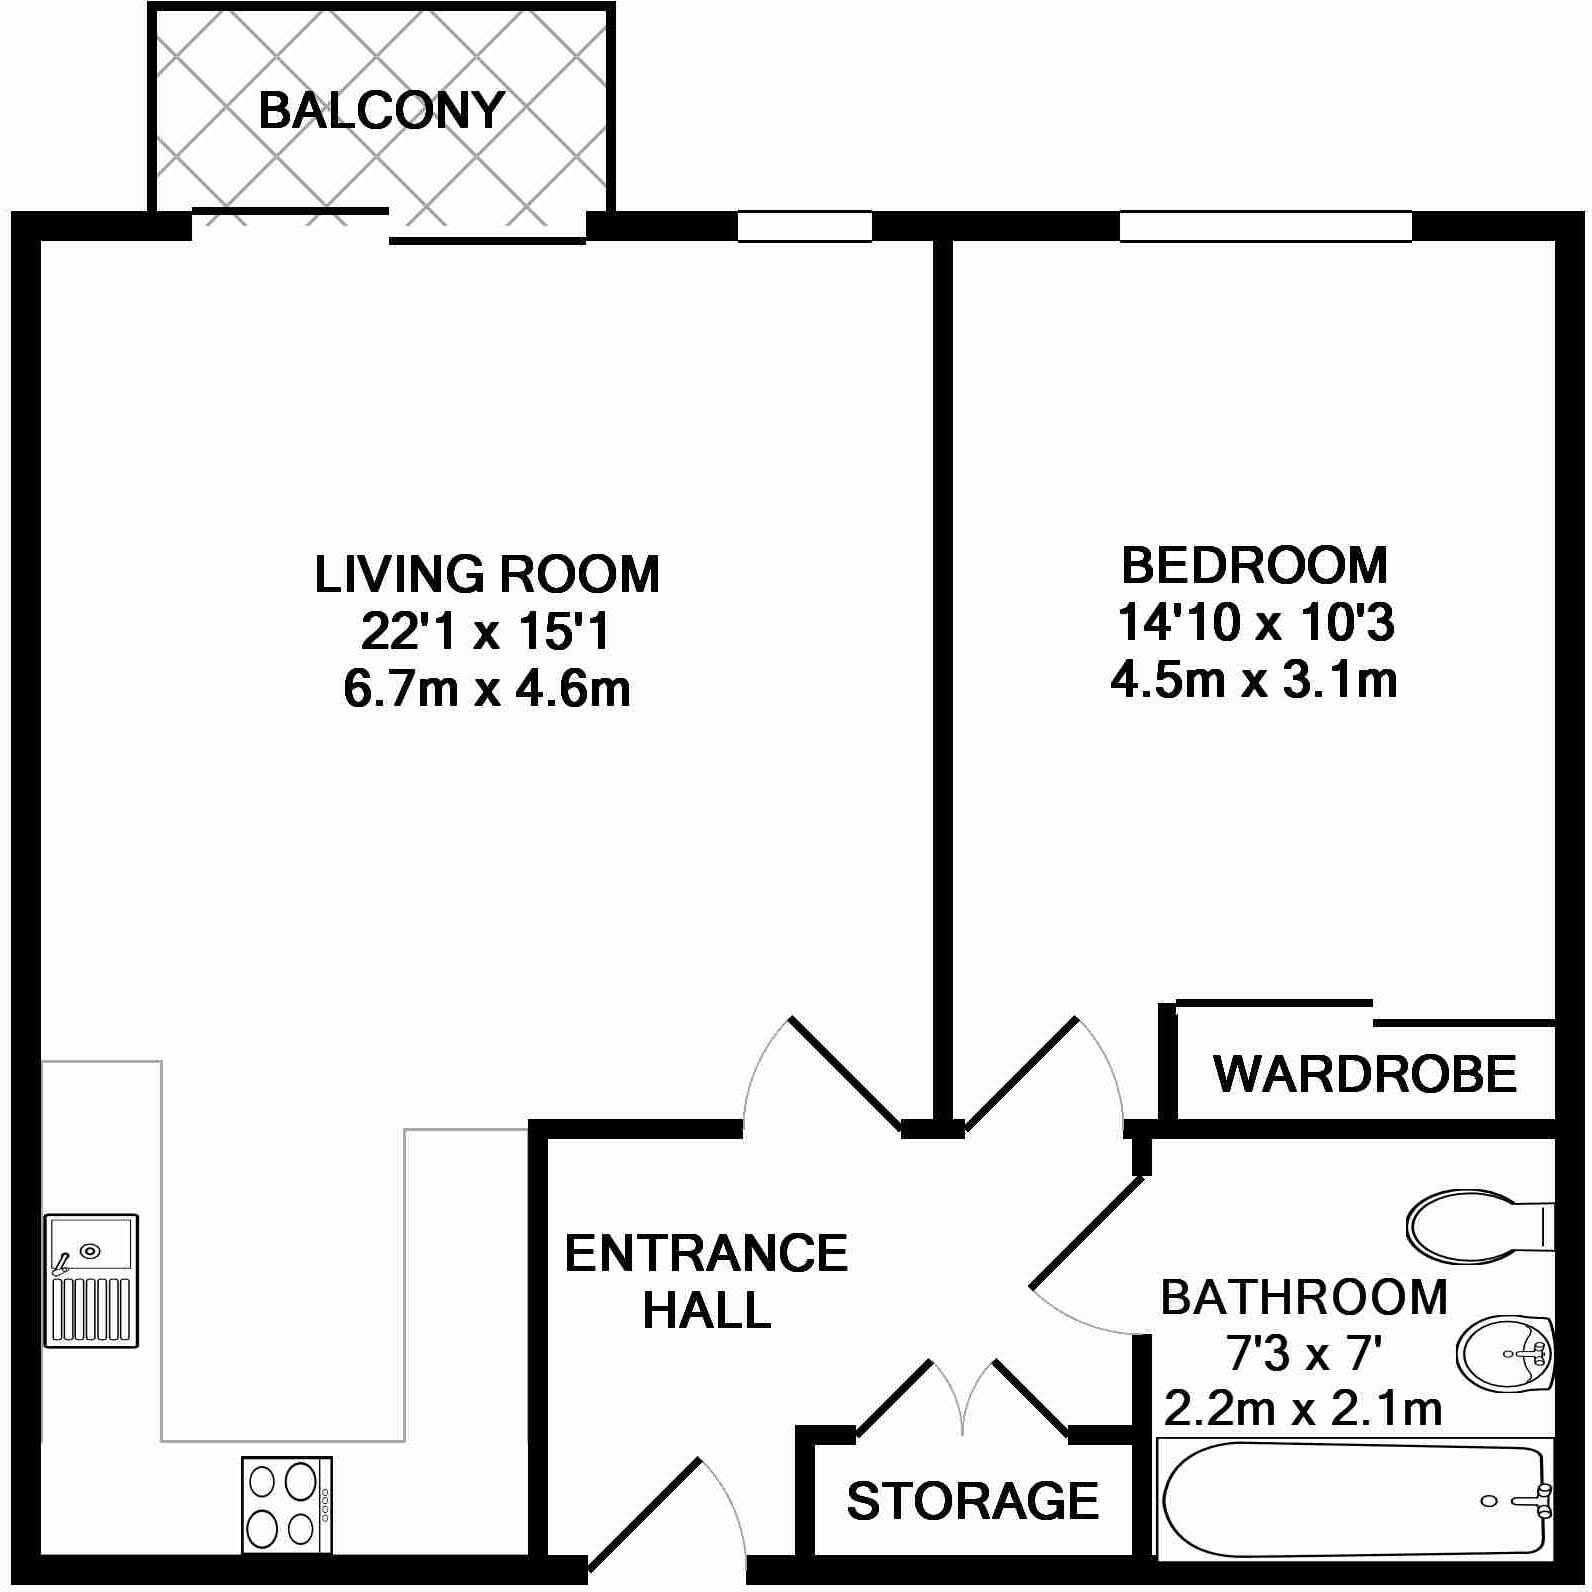 BALCONY
LIVING ROOM
22'1 x 15'1
6.7m x 4.6m
BEDROOM
14'10 x 10'3
4.5m x 3.1m
WARDROBE
ENTRANCE
HALL
BATHROOM
7'3 x 7'
2.2m x 2.1m
STORAGE